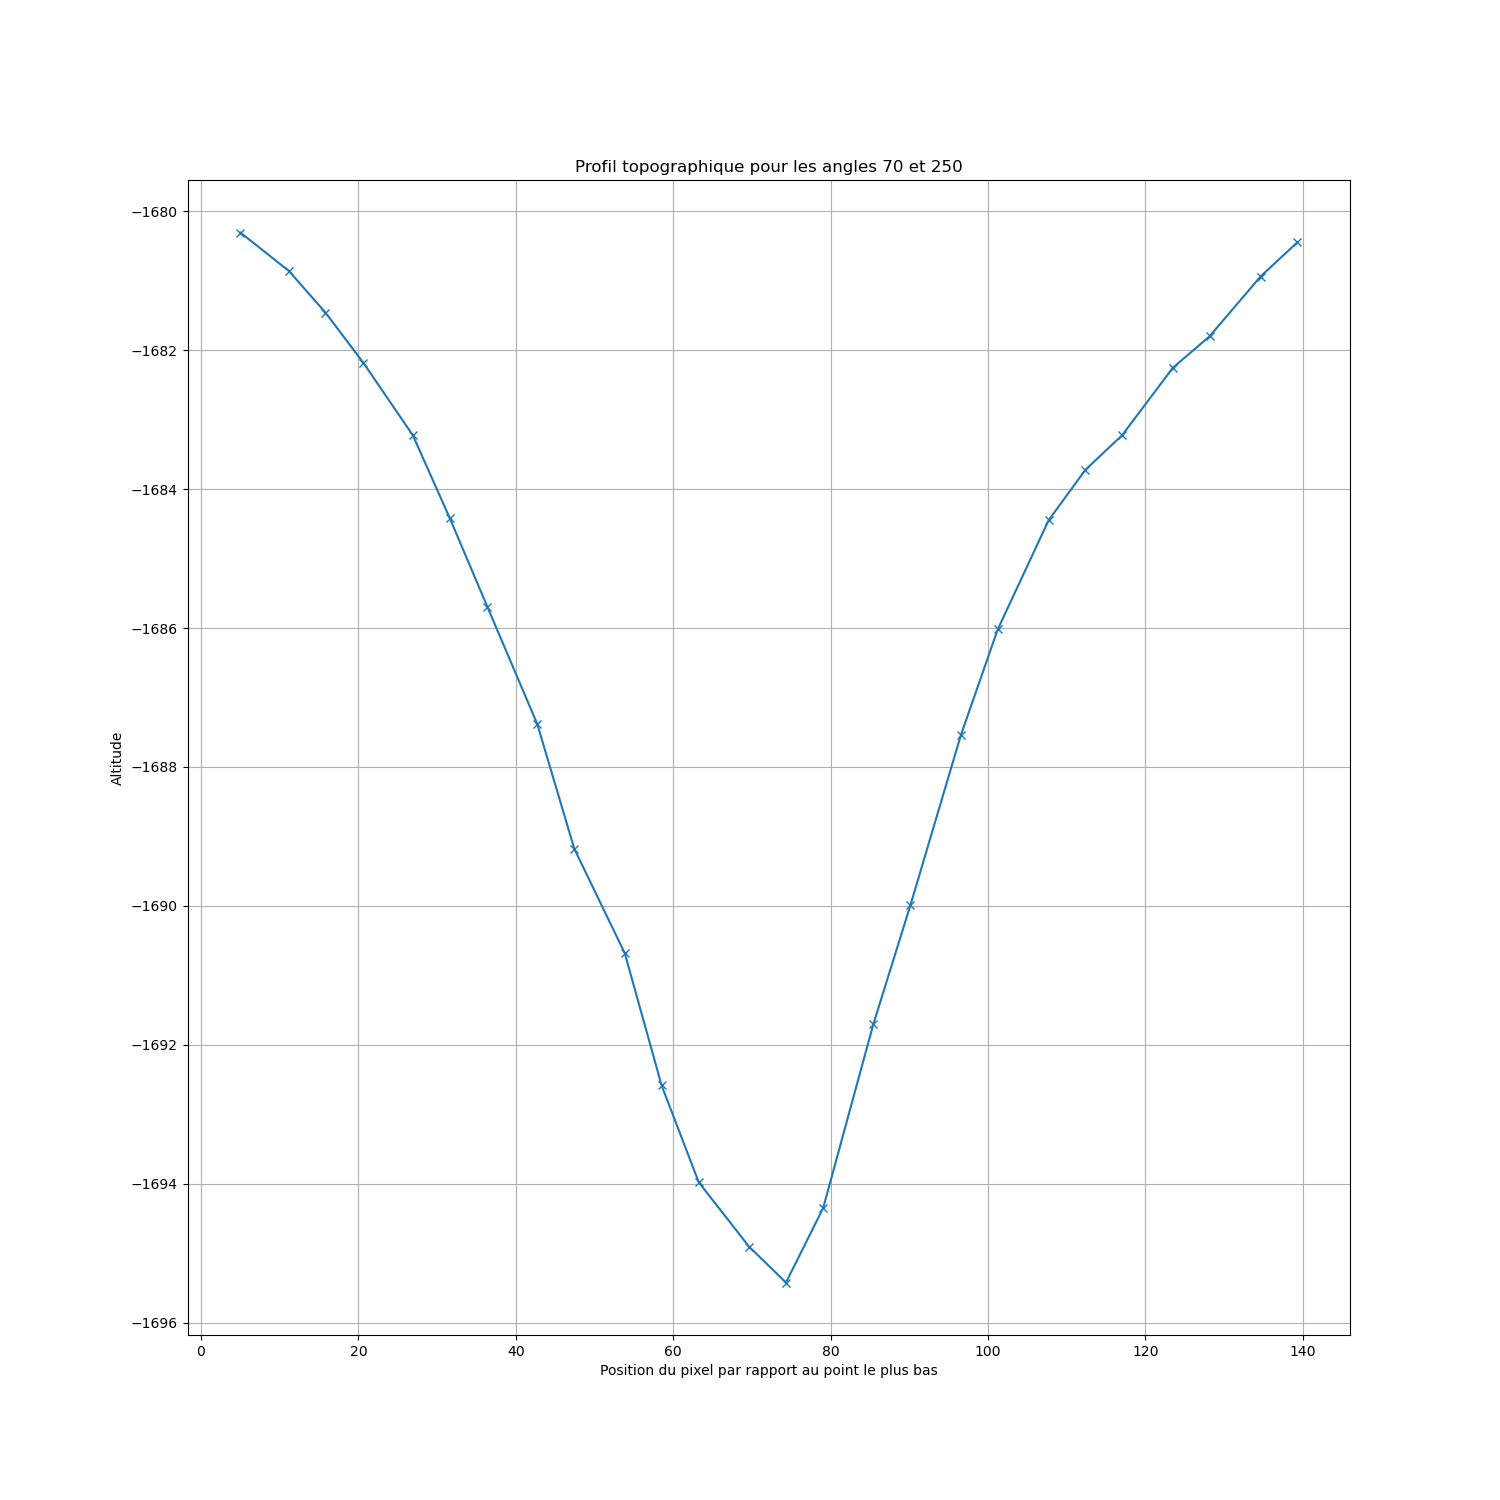 Profil topographique pour les angles 70 et 250
−1680
−1682
−1684
−1686
−1688
−1690
−1692
−1694
−1696
Altitude
0 20 40 60 80 100 120 140
Position du pixel par rapport au point le plus bas